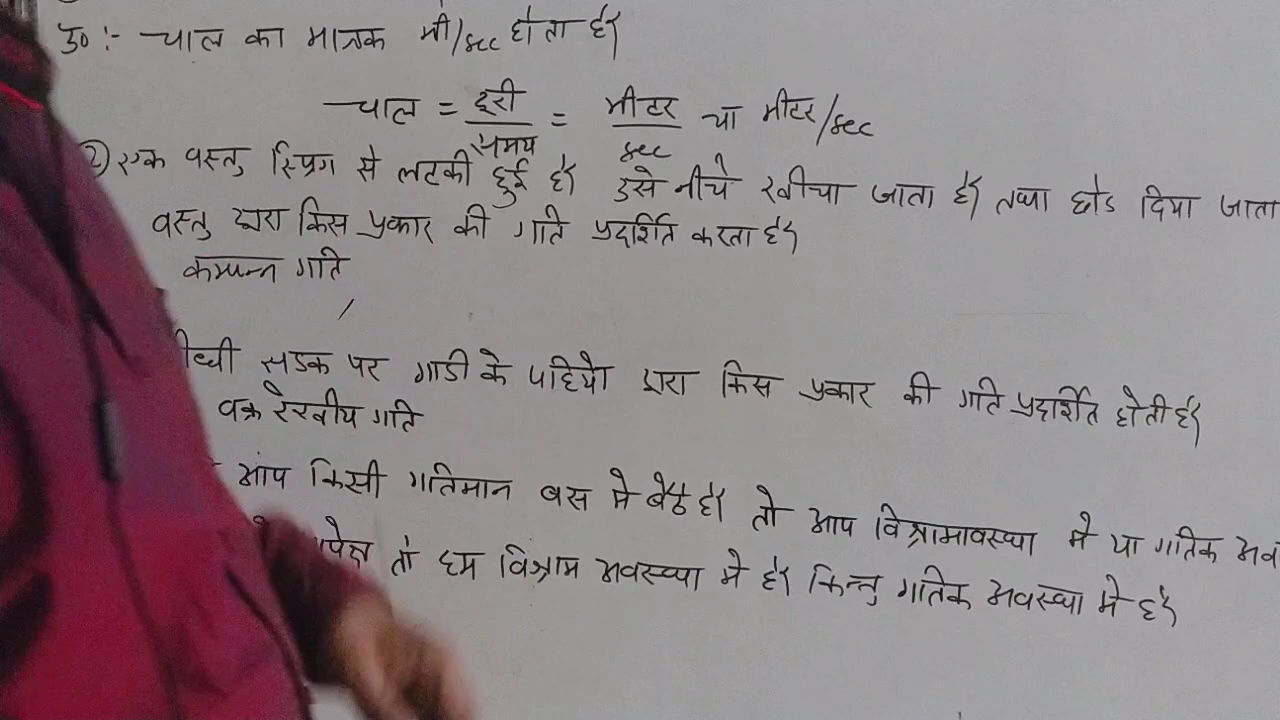 उ० :- चाल का मात्रक मी/sec होता है
चाल = दूरी/समय = मीटर/sec या मीटर/sec
2) एक वस्तु स्प्रिग से लटकी हुई है उसे नीचे खीचा जाता है तथा छोड दिया जाता
वस्तु द्वारा किस प्रकार की गति प्रदर्शित करता है
कम्पन्न गति
सडक पर गाडी के पहियो द्वारा किस प्रकार की गति प्रदर्शित होती है
वक्र रेखीय गति
आप किसी गतिमान बस मे बैठे है तो आप विश्रामावस्था मे या गतिक
तो हम विश्राम अवस्था मे है किन्तु गतिक अवस्था मे है